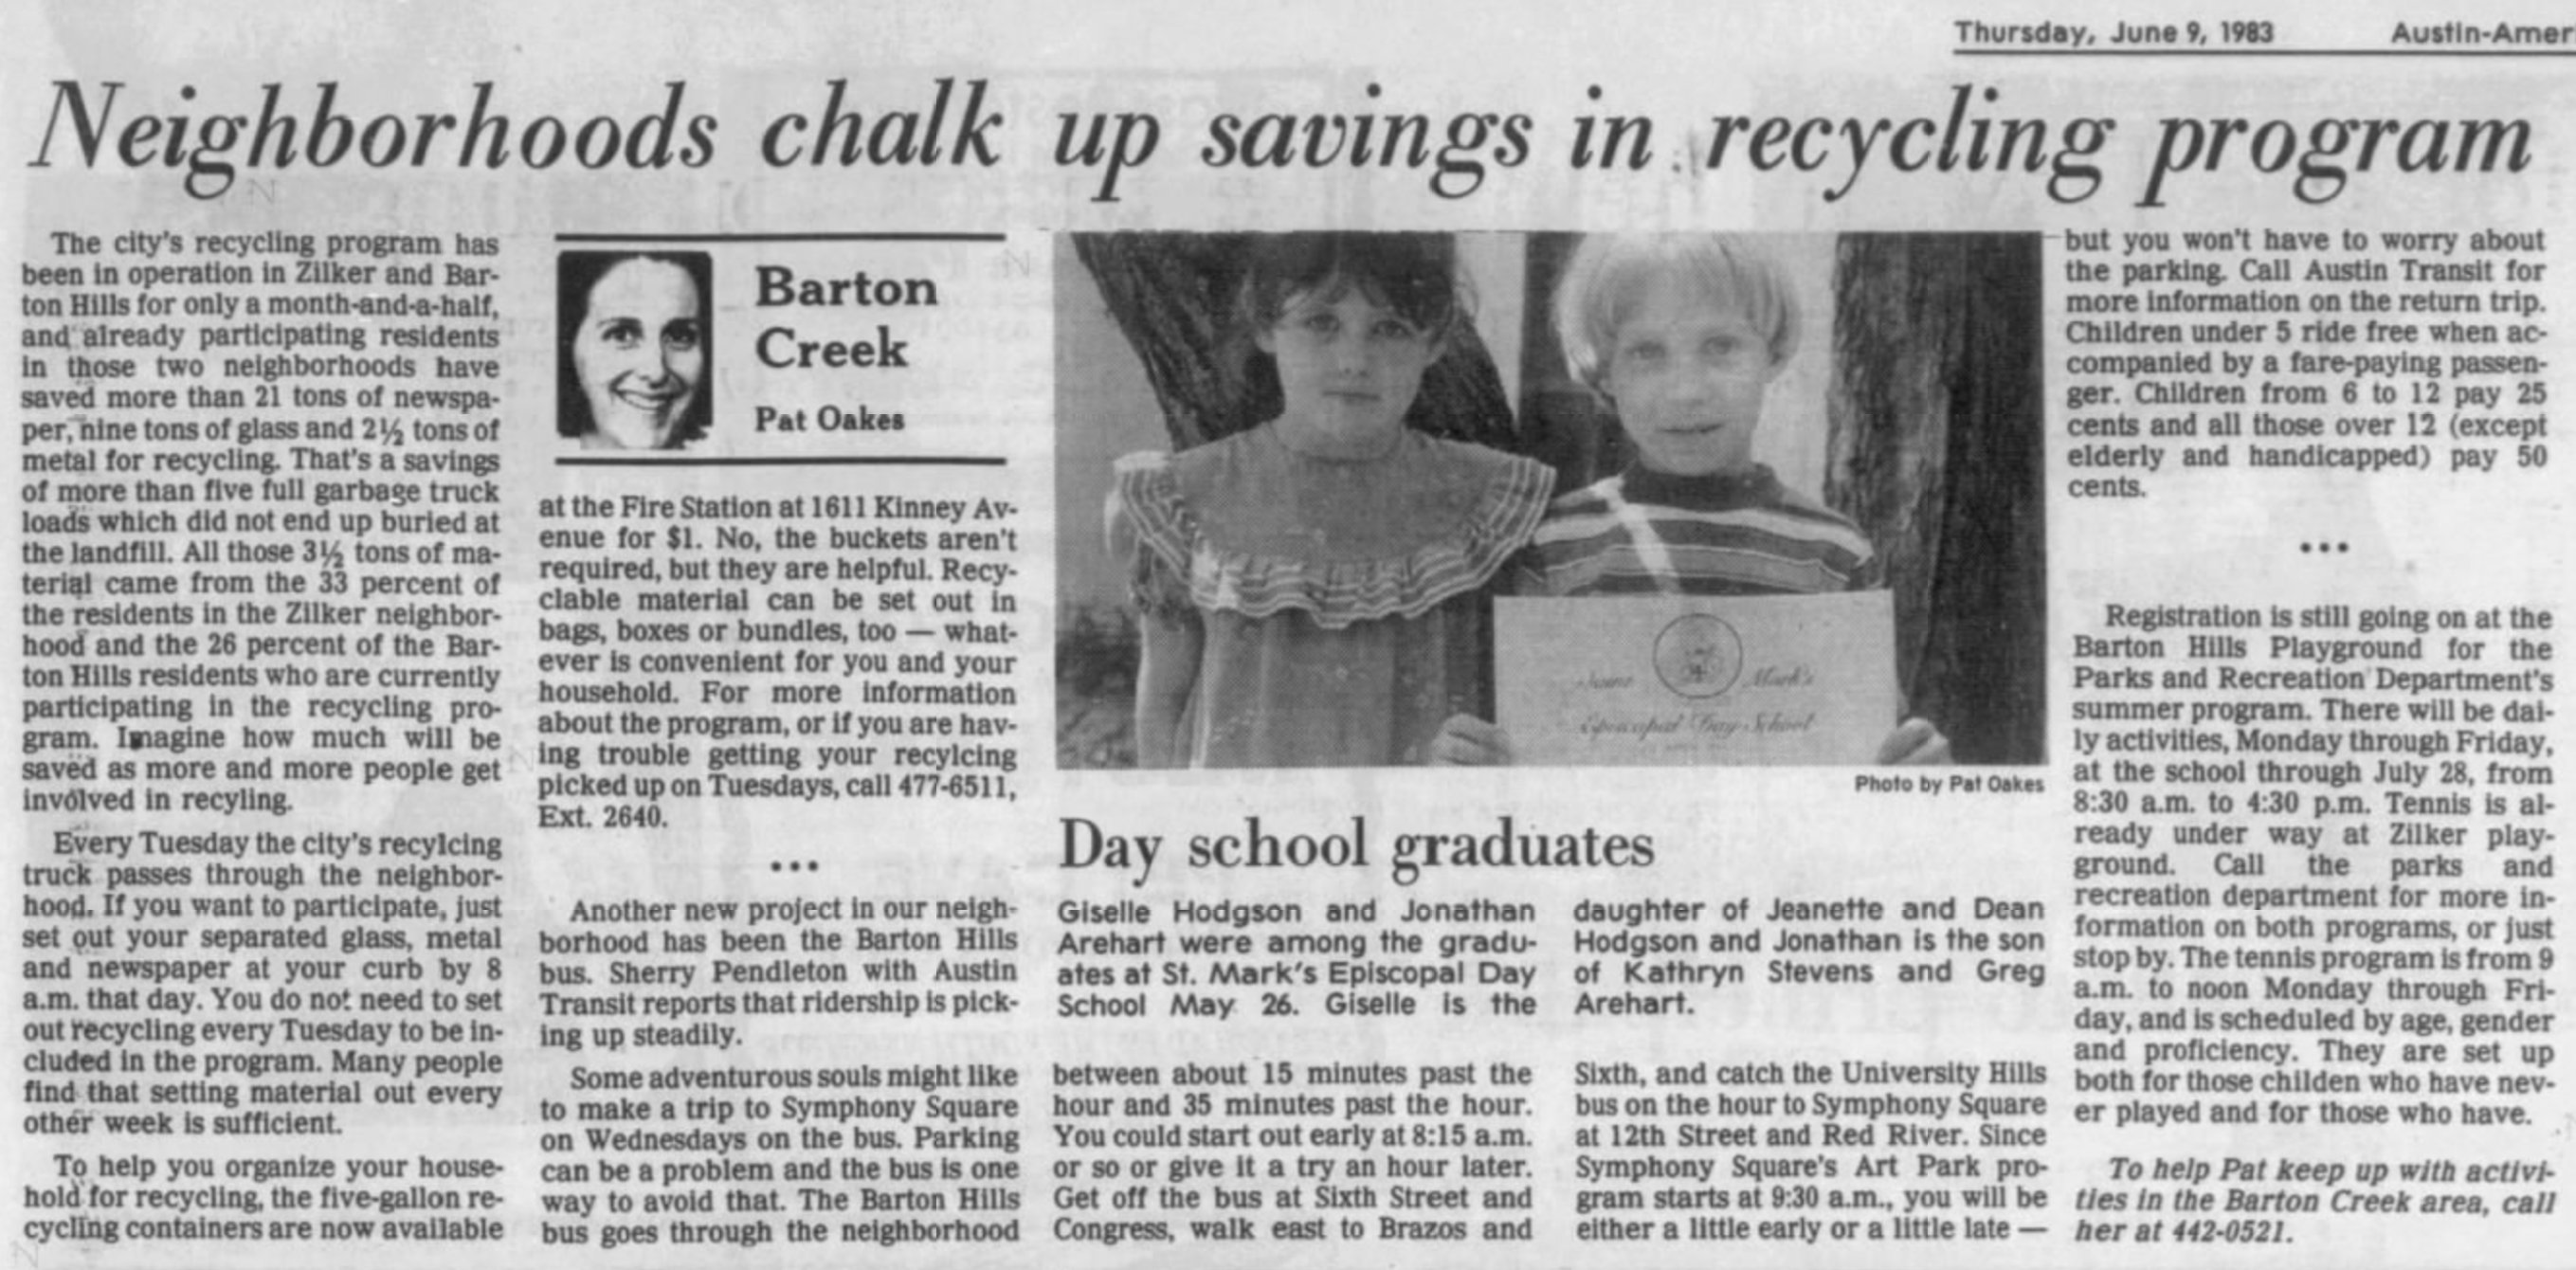 Thursday, June 9, 1983 Austin-Amer
Neighborhoods chalk up savings in recycling program
The city's recycling program has
been in operation in Zilker and Bar-
ton Hills for only a month-and-a-half,
and already participating residents
in those two neighborhoods have
saved more than 21 tons of newspa-
per, nine tons of glass and 2½ tons of
metal for recycling. That's a savings
of more than five full garbage truck
loads which did not end up buried at
the landfill. All those 3½ tons of ma-
terial came from the 33 percent of
the residents in the Zilker neighbor-
hood and the 26 percent of the Bar-
ton Hills residents who are currently
participating in the recycling pro-
gram. Imagine how much will be
saved as more and more people get
involved in recyling.
Every Tuesday the city's recylcing
truck passes through the neighbor-
hood. If you want to participate, just
set out your separated glass, metal
and newspaper at your curb by 8
a.m. that day. You do not need to set
out recycling every Tuesday to be in-
cluded in the program. Many people
find that setting material out every
other week is sufficient.
To help you organize your house-
hold for recycling, the five-gallon re-
cycling containers are now available
Barton
Creek
Pat Oakes
at the Fire Station at 1611 Kinney Av-
enue for $1. No, the buckets aren't
required, but they are helpful. Recy-
clable material can be set out in
bags, boxes or bundles, too — what-
ever is convenient for you and your
household. For more information
about the program, or if you are hav-
ing trouble getting your recylcing
picked up on Tuesdays, call 477-6511,
Ext. 2640.
•••
Another new project in our neigh-
borhood has been the Barton Hills
bus. Sherry Pendleton with Austin
Transit reports that ridership is pick-
ing up steadily.
Some adventurous souls might like
to make a trip to Symphony Square
on Wednesdays on the bus. Parking
can be a problem and the bus is one
way to avoid that. The Barton Hills
bus goes through the neighborhood
Saint Mark's
Episcopal Day School
Photo by Pat Oakes
Day school graduates
Giselle Hodgson and Jonathan
Arehart were among the gradu-
ates at St. Mark's Episcopal Day
School May 26. Giselle is the
daughter of Jeanette and Dean
Hodgson and Jonathan is the son
of Kathryn Stevens and Greg
Arehart.
between about 15 minutes past the
hour and 35 minutes past the hour.
You could start out early at 8:15 a.m.
or so or give it a try an hour later.
Get off the bus at Sixth Street and
Congress, walk east to Brazos and
Sixth, and catch the University Hills
bus on the hour to Symphony Square
at 12th Street and Red River. Since
Symphony Square's Art Park pro-
gram starts at 9:30 a.m., you will be
either a little early or a little late —
but you won't have to worry about
the parking. Call Austin Transit for
more information on the return trip.
Children under 5 ride free when ac-
companied by a fare-paying passen-
ger. Children from 6 to 12 pay 25
cents and all those over 12 (except
elderly and handicapped) pay 50
cents.
•••
Registration is still going on at the
Barton Hills Playground for the
Parks and Recreation Department's
summer program. There will be dai-
ly activities, Monday through Friday,
at the school through July 28, from
8:30 a.m. to 4:30 p.m. Tennis is al-
ready under way at Zilker play-
ground. Call the parks and
recreation department for more in-
formation on both programs, or just
stop by. The tennis program is from 9
a.m. to noon Monday through Fri-
day, and is scheduled by age, gender
and proficiency. They are set up
both for those childen who have nev-
er played and for those who have.
To help Pat keep up with activi-
ties in the Barton Creek area, call
her at 442-0521.